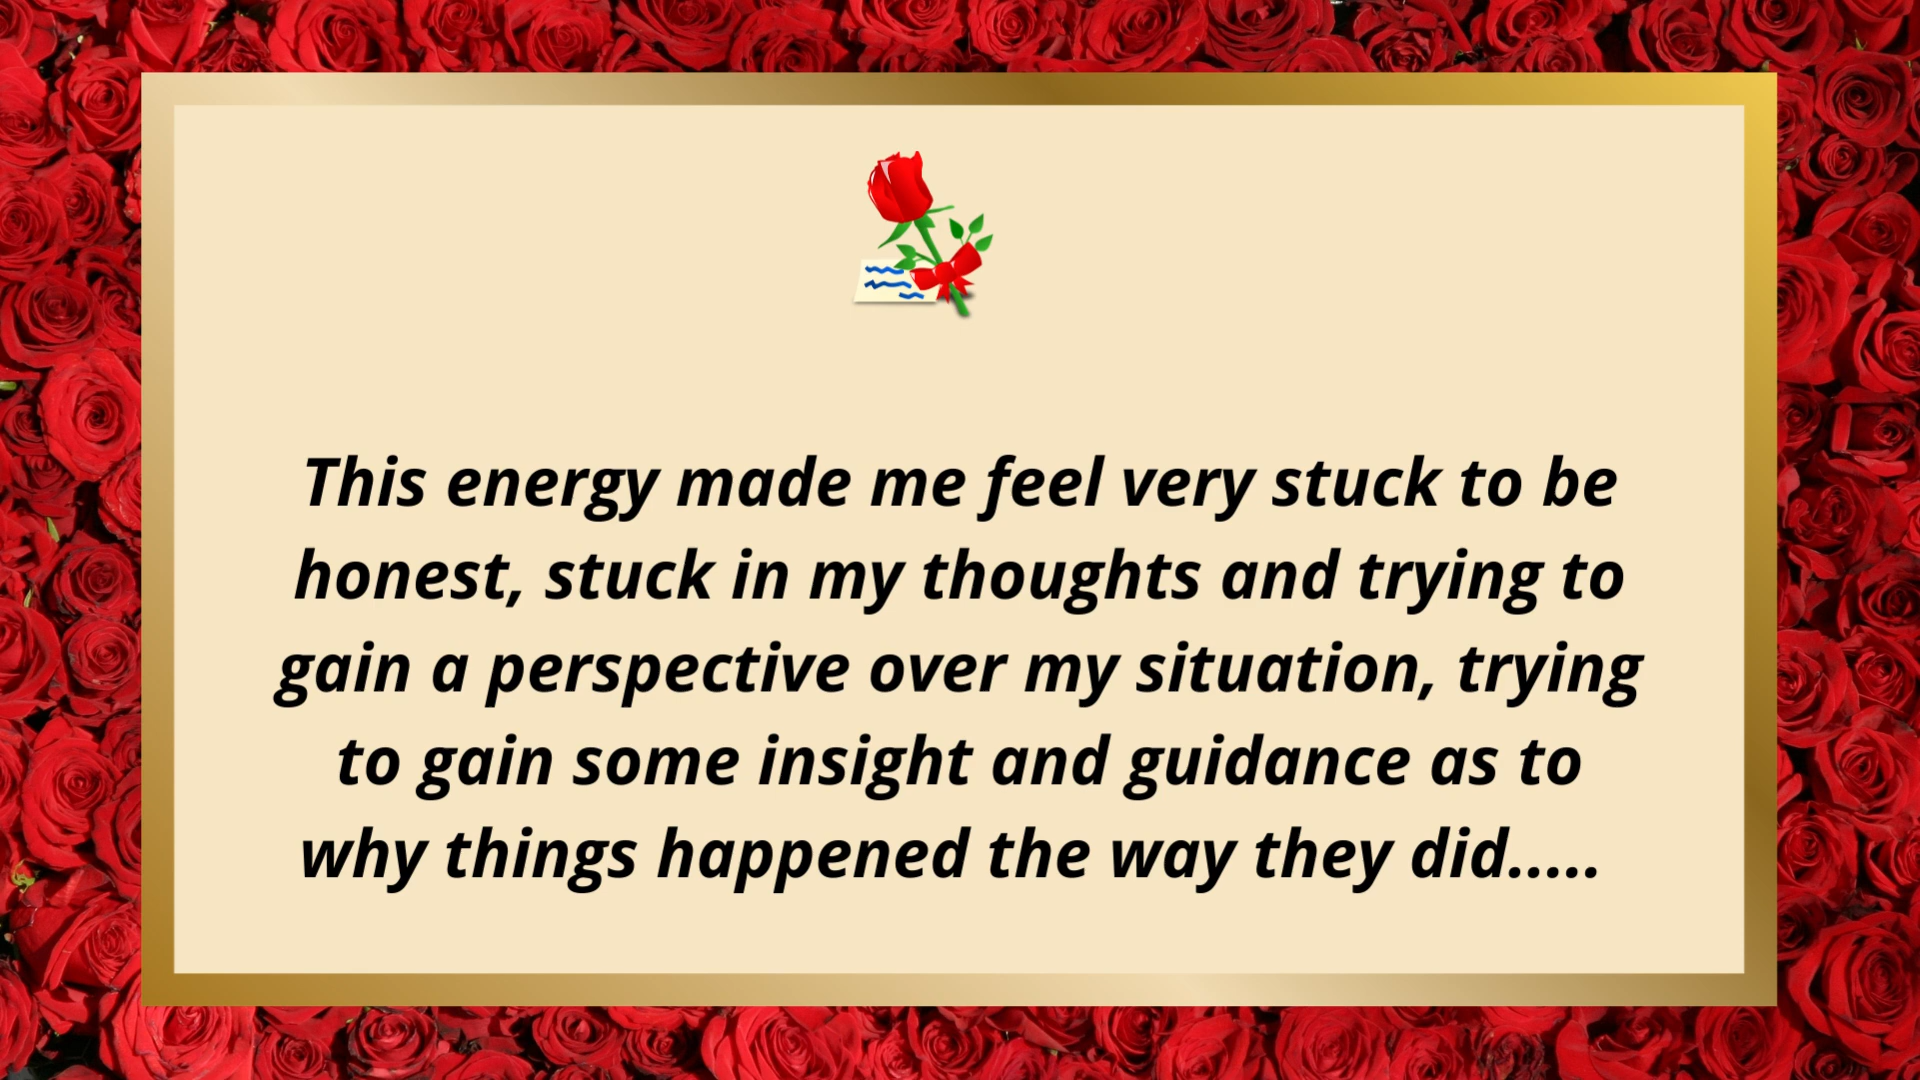 This energy made me feel very stuck to be
honest, stuck in my thoughts and trying to
gain a perspective over my situation, trying
to gain some insight and guidance as to
why things happened the way they did.....